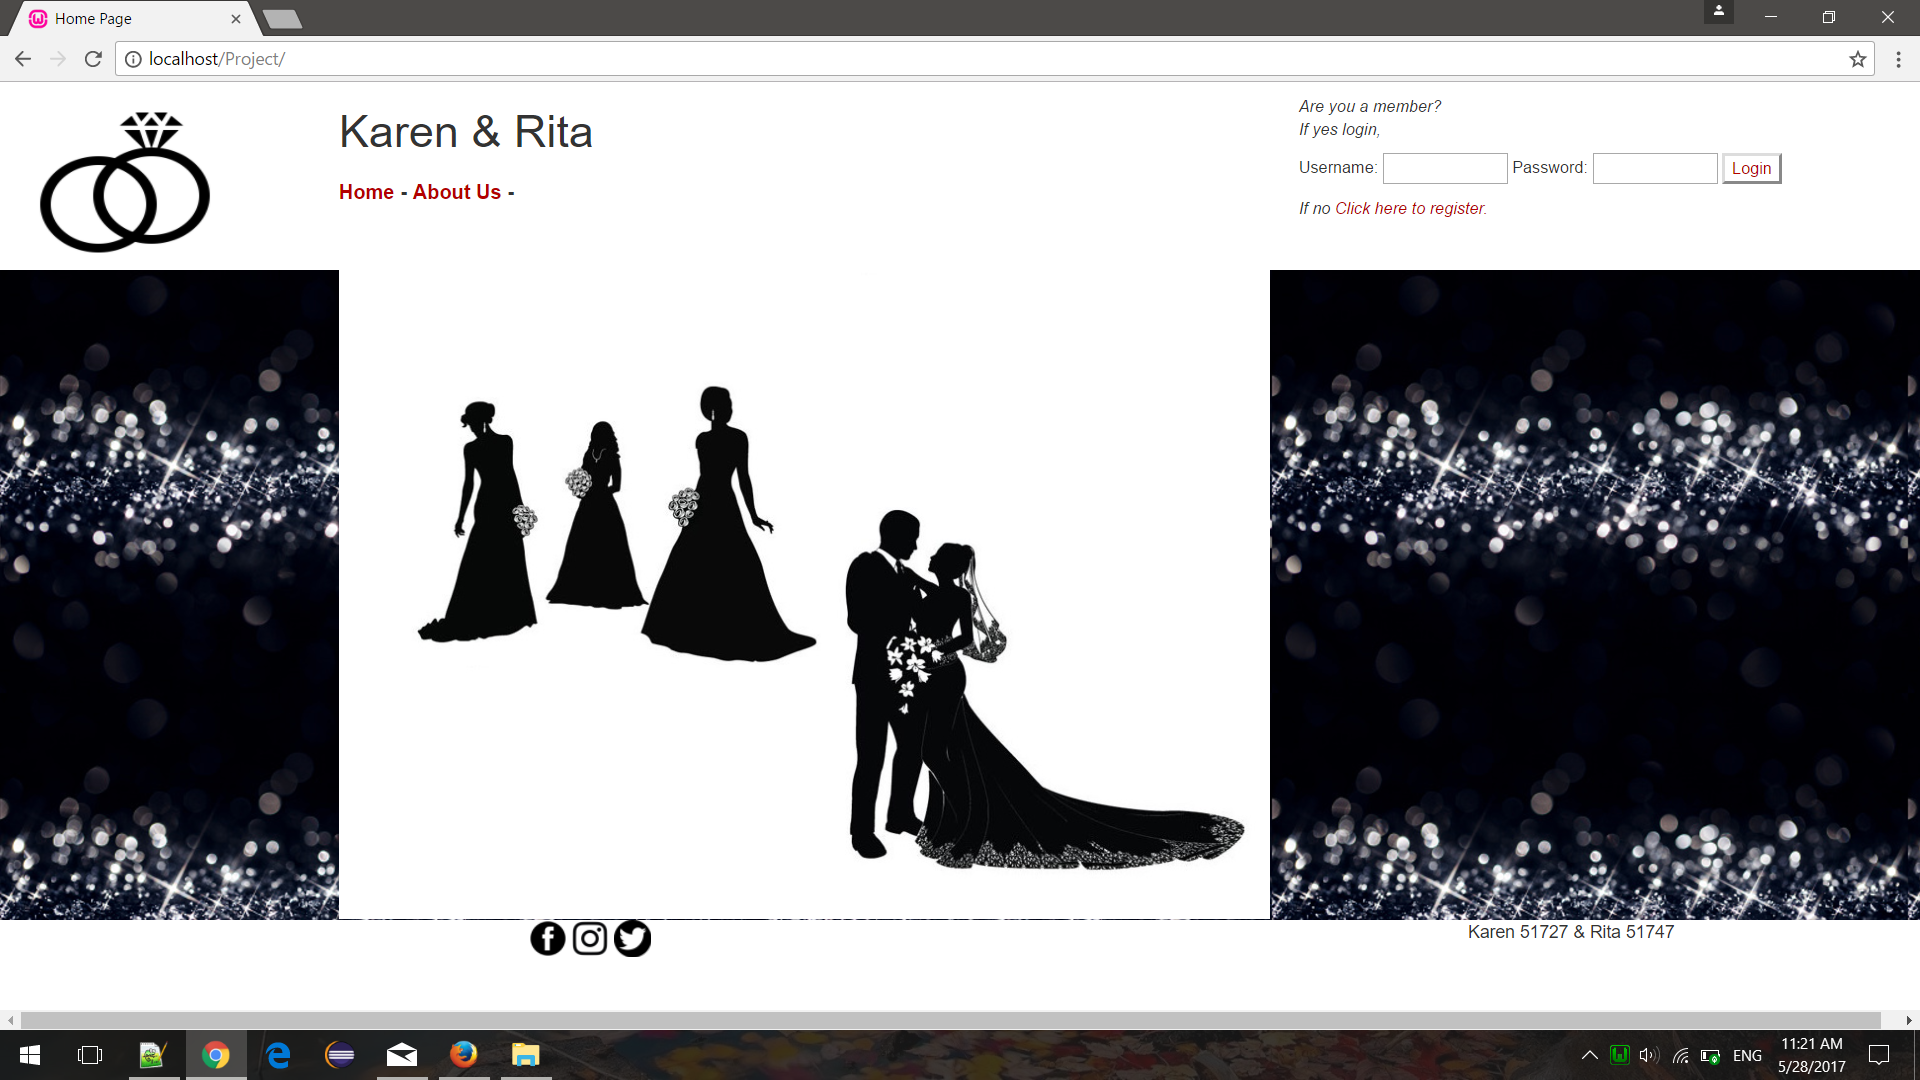 Home Page
localhost/Project/
Karen & Rita
Home - About Us -
Are you a member?
If yes login,
Username: Password: Login
If no Click here to register.
Karen 51727 & Rita 51747
ENG
11:21 AM
5/28/2017